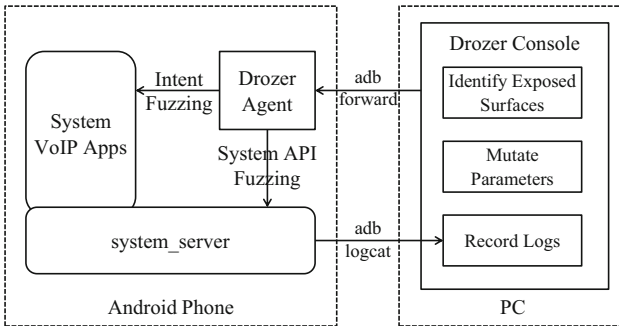 System
VoIP Apps
Intent
Fuzzing
Drozer
Agent
System API
Fuzzing
system_server
Android Phone
adb
forward
adb
logcat
Drozer Console
Identify Exposed
Surfaces
Mutate
Parameters
Record Logs
PC